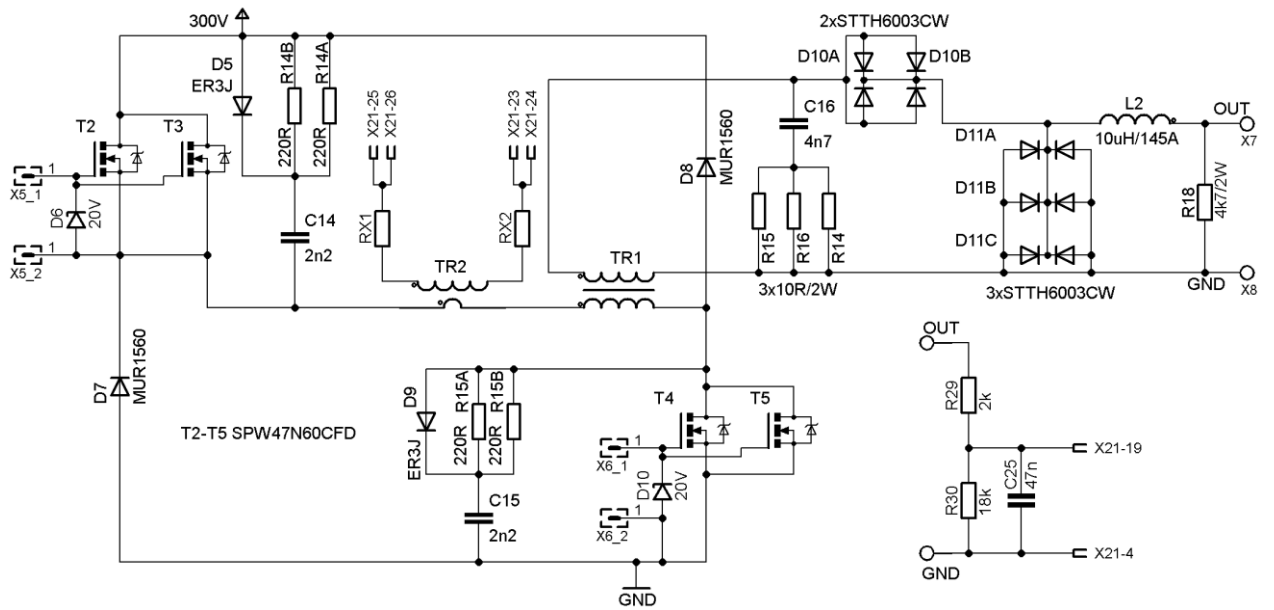 300V
2xSTTH6003CW
D5
ER3J
R14B
R14A
220R
220R
X21-25
X21-26
X21-23
X21-24
D10A
D10B
C16
4n7
L2
10uH/145A
OUT
X7
T2
T3
D8
MUR1560
D11A
D11B
D11C
R18
4k7/2W
X5_1
1
D6
20V
X5_2
1
C14
2n2
RX1
RX2
TR2
TR1
R15
R16
R14
3x10R/2W
3xSTTH6003CW
GND
X8
D7
MUR1560
T2-T5 SPW47N60CFD
D9
ER3J
R15A
R15B
220R
220R
T4
T5
X6_1
1
D10
20V
X6_2
1
C15
2n2
GND
OUT
R29
2k
X21-19
R30
18k
C25
47n
X21-4
GND